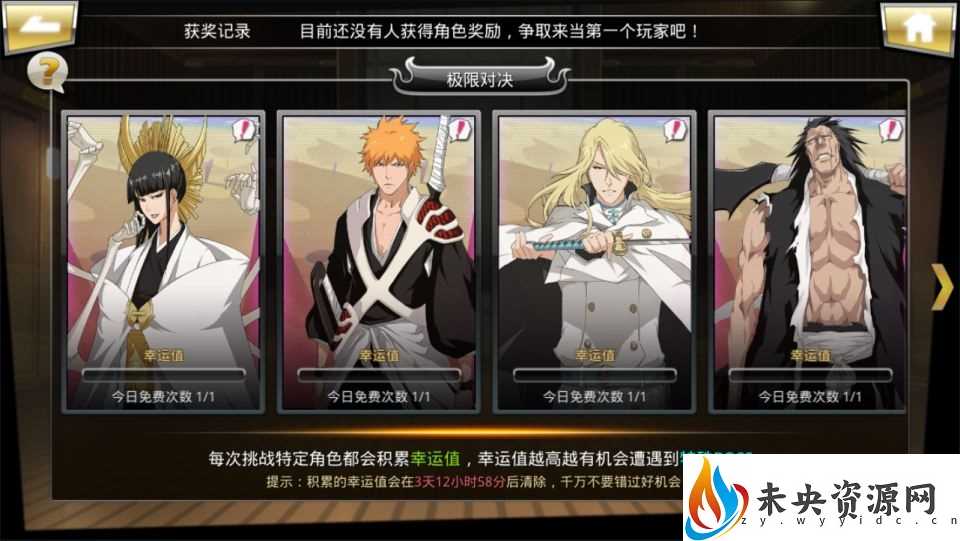 获奖记录 目前还没有人获得角色奖励，争取来当第一个玩家吧！
?
极限对决
! ! ! !
幸运值 幸运值 幸运值 幸运值
今日免费次数 1/1 今日免费次数 1/1 今日免费次数 1/1 今日免费次数 1/1
每次挑战特定角色都会积累幸运值，幸运值越高越有机会遭遇到
提示：积累的幸运值会在3天12小时58分后清除，千万不要错过好机会
未央资源网
zy.wyyidc.cn